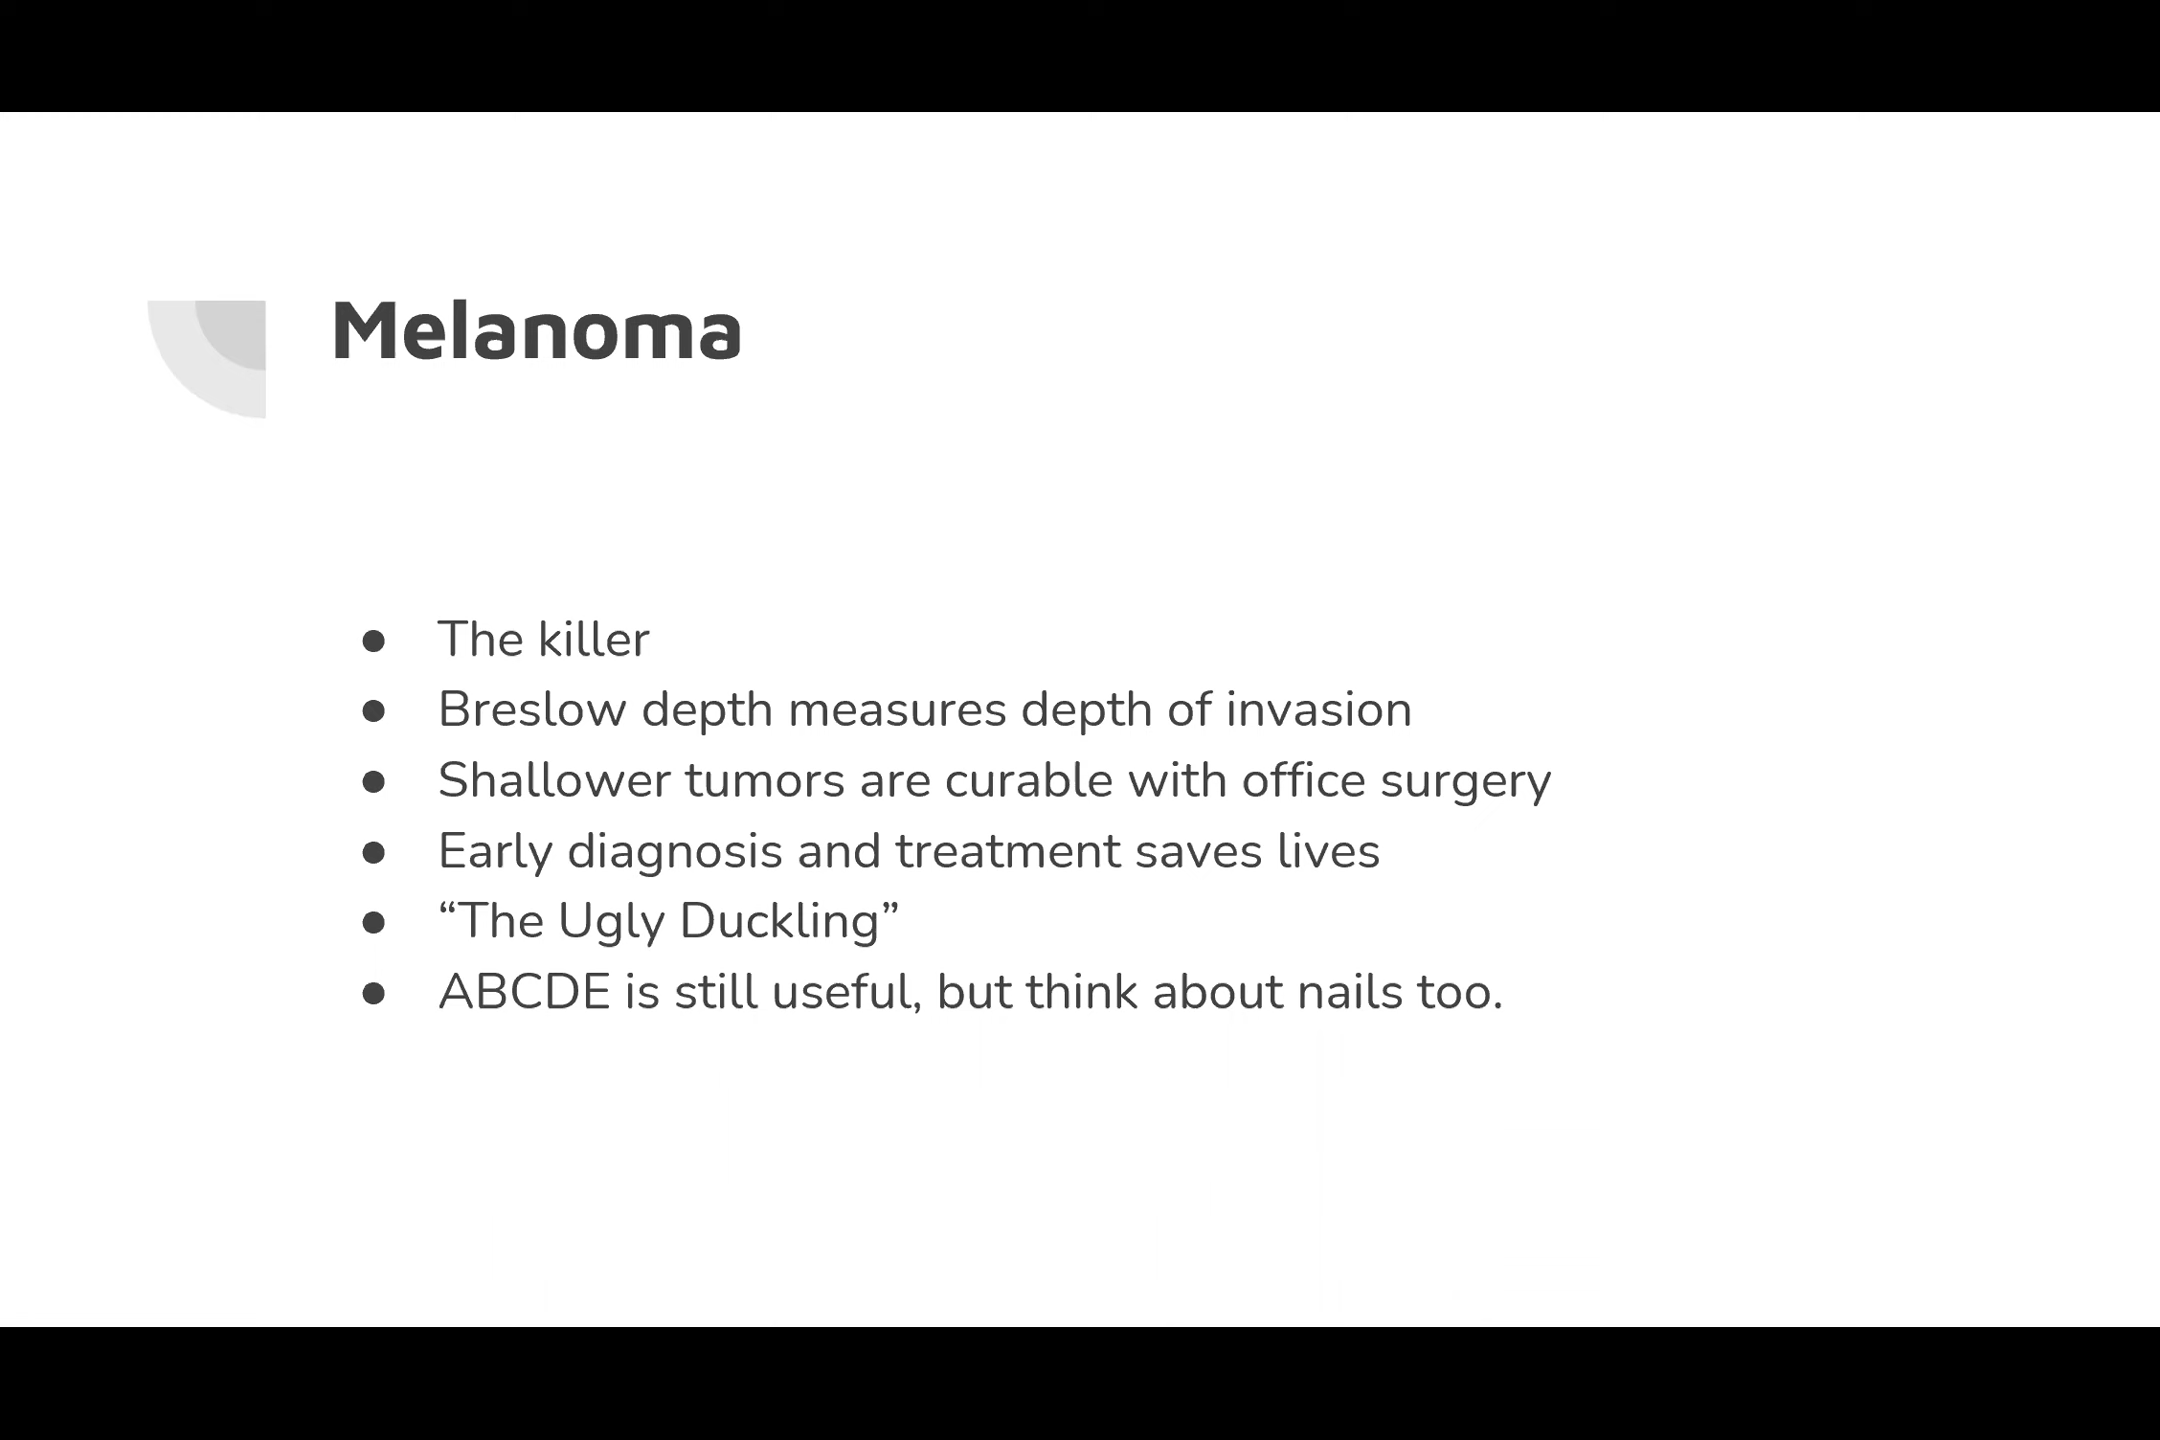 Melanoma
● The killer
● Breslow depth measures depth of invasion
● Shallower tumors are curable with office surgery
● Early diagnosis and treatment saves lives
● “The Ugly Duckling”
● ABCDE is still useful, but think about nails too.